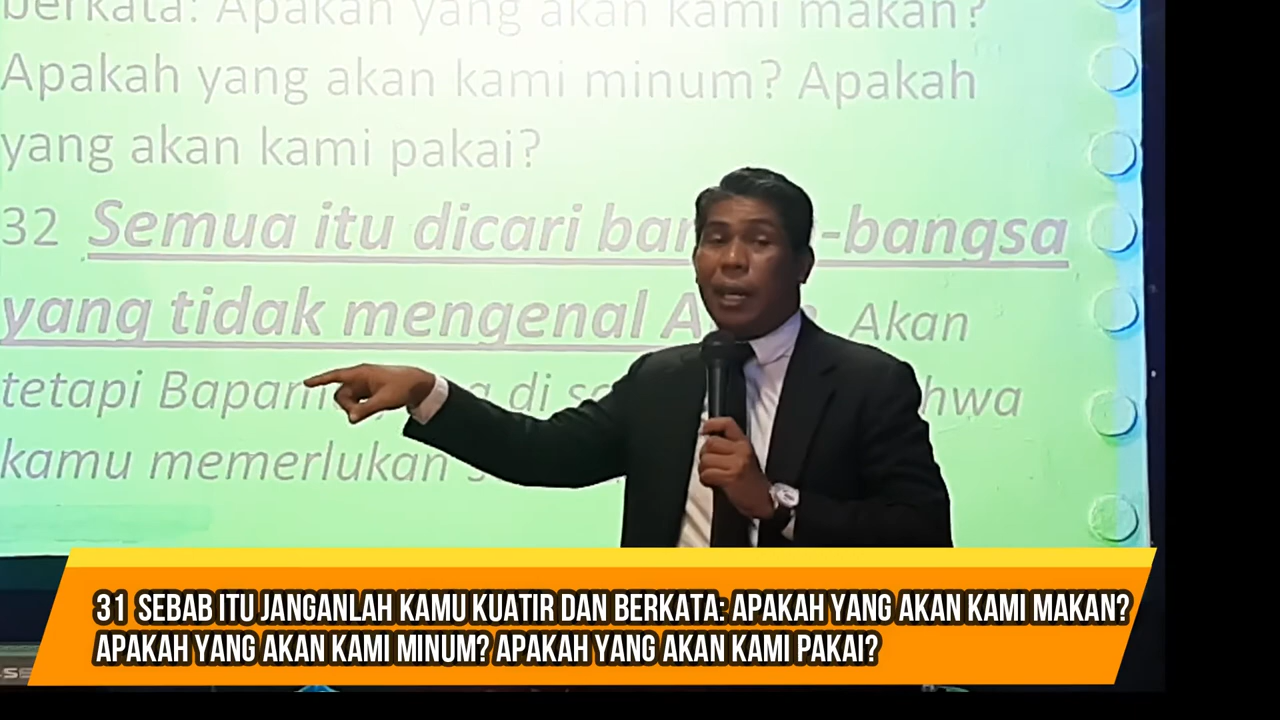 berkata: Apakah yang akan kami makan?
Apakah yang akan kami minum? Apakah
yang akan kami pakai?
32 Semua itu dicari -bangsa
yang tidak mengenal Akan
tetapi di
kamu memerlukan
31 SEBAB ITU JANGANLAH KAMU KUATIR DAN BERKATA: APAKAH YANG AKAN KAMI MAKAN?
APAKAH YANG AKAN KAMI MINUM? APAKAH YANG AKAN KAMI PAKAI?